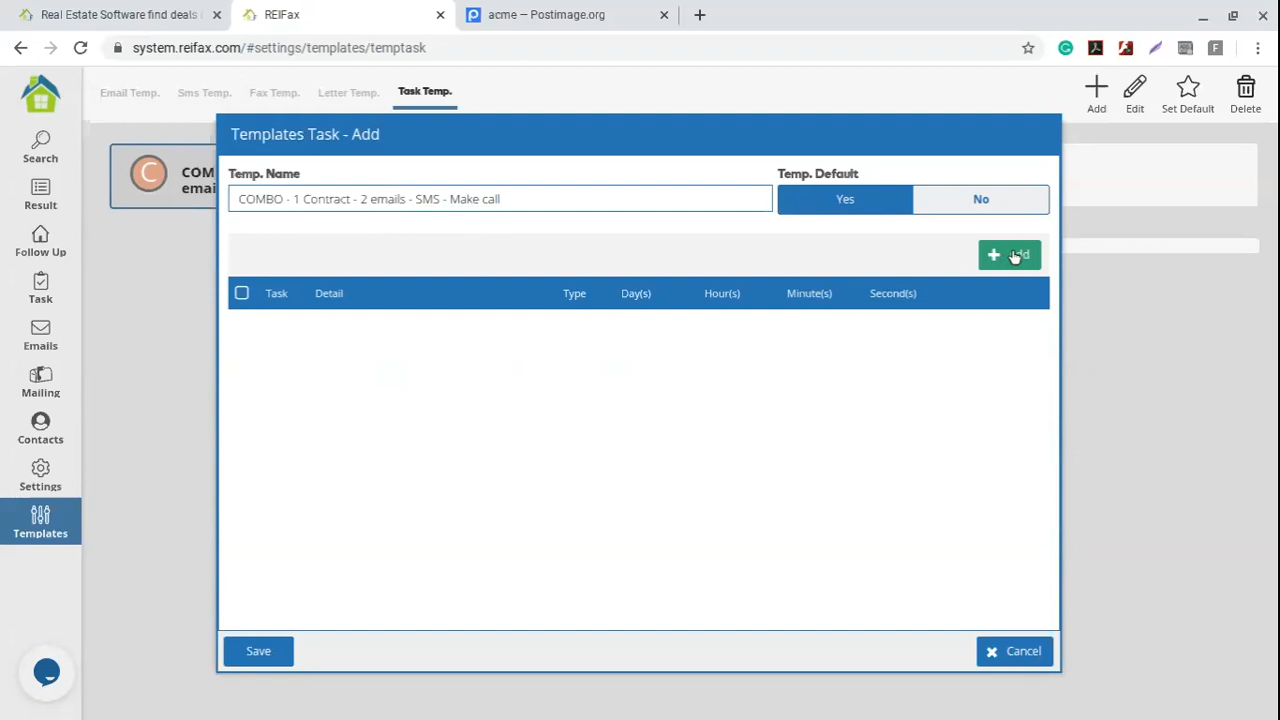 Real Estate Software find deals
REIFax
acme — Postimage.org
system.reifax.com/#settings/templates/temptask
Email Temp.
Sms Temp.
Fax Temp.
Letter Temp.
Task Temp.
Add
Edit
Set Default
Delete
Search
Result
Follow Up
Task
Emails
Mailing
Contacts
Settings
Templates
C
COM
emai
Templates Task - Add
Temp. Name
Temp. Default
COMBO - 1 Contract - 2 emails - SMS - Make call
Yes
No
Task
Detail
Type
Day(s)
Hour(s)
Minute(s)
Second(s)
Save
Cancel